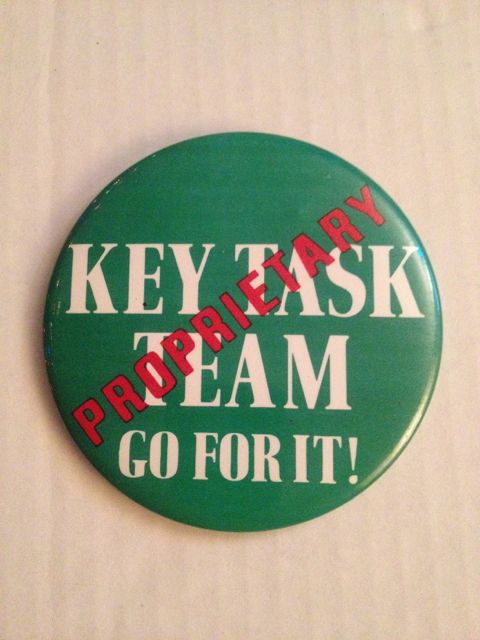 KEY TASK
TEAM
GO FOR IT!
PROPRIETARY